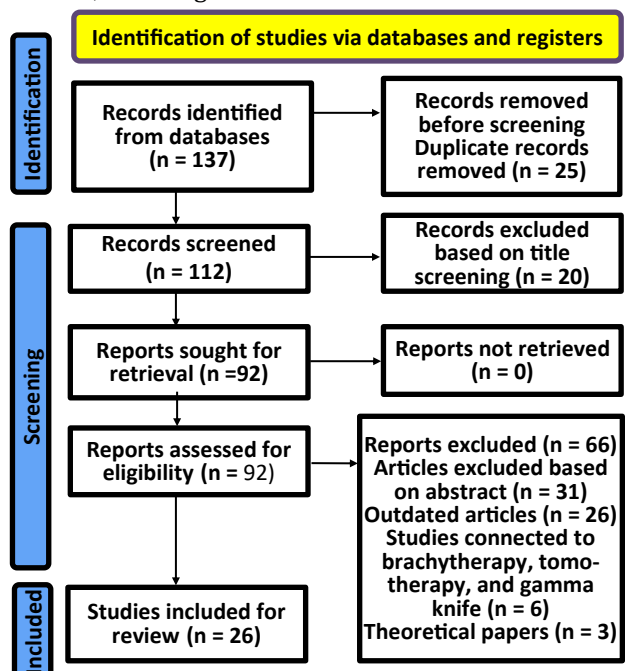 Identification of studies via databases and registers
Identification
Records identified
from databases
(n = 137)
Records removed
before screening
Duplicate records
removed (n = 25)
Screening
Records screened
(n = 112)
Records excluded
based on title
screening (n = 20)
Reports sought for
retrieval (n =92)
Reports not retrieved
(n = 0)
Reports assessed for
eligibility (n = 92)
Reports excluded (n = 66)
Articles excluded based
on abstract (n = 31)
Outdated articles (n = 26)
Studies connected to
brachytherapy, tomo-
therapy, and gamma
knife (n = 6)
Theoretical papers (n = 3)
Included
Studies included for
review (n = 26)